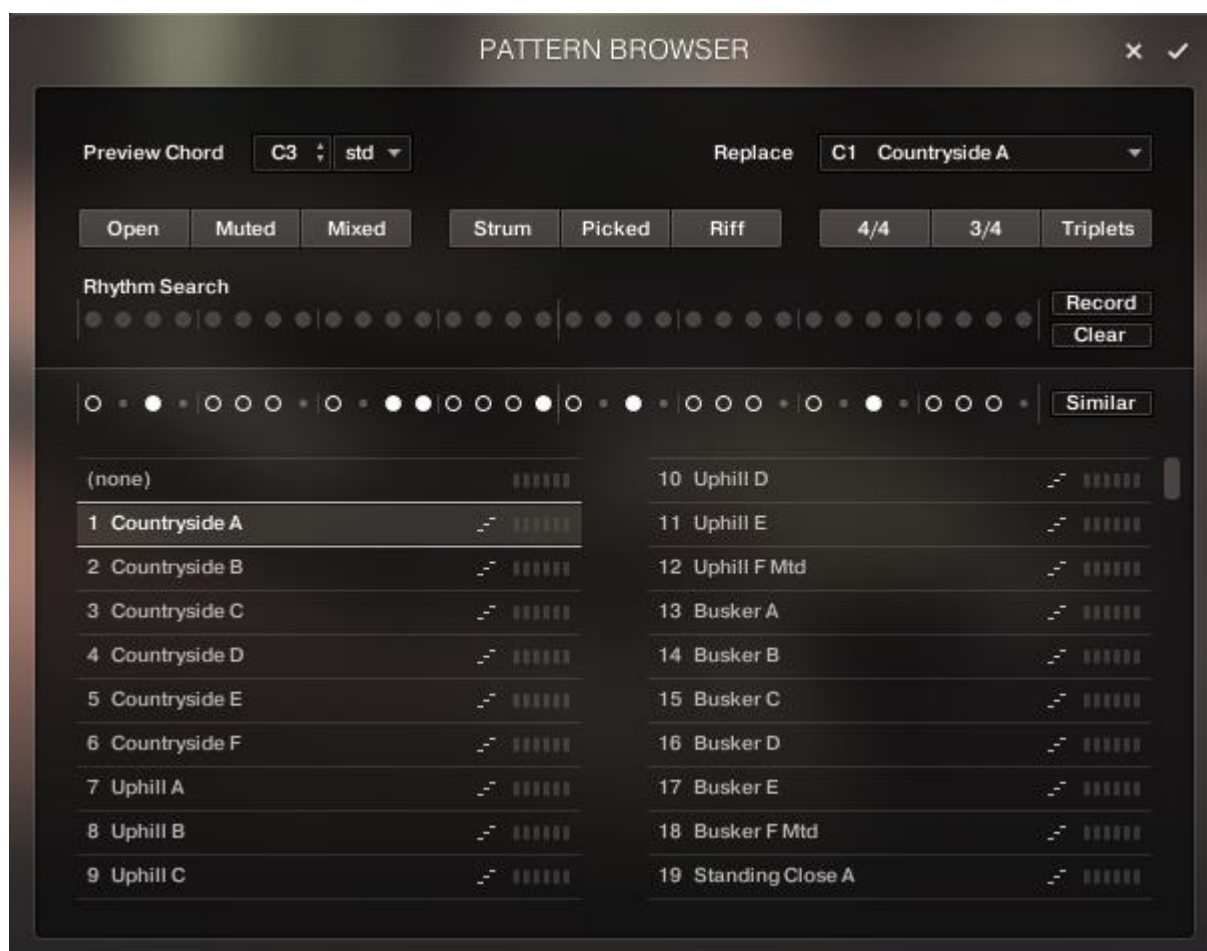 PATTERN BROWSER
Preview Chord C3 std Replace C1 Countryside A
Open Muted Mixed Strum Picked Riff 4/4 3/4 Triplets
Rhythm Search
Record
Clear
Similar
(none)
1 Countryside A
2 Countryside B
3 Countryside C
4 Countryside D
5 Countryside E
6 Countryside F
7 Uphill A
8 Uphill B
9 Uphill C
10 Uphill D
11 Uphill E
12 Uphill F Mtd
13 Busker A
14 Busker B
15 Busker C
16 Busker D
17 Busker E
18 Busker F Mtd
19 Standing Close A